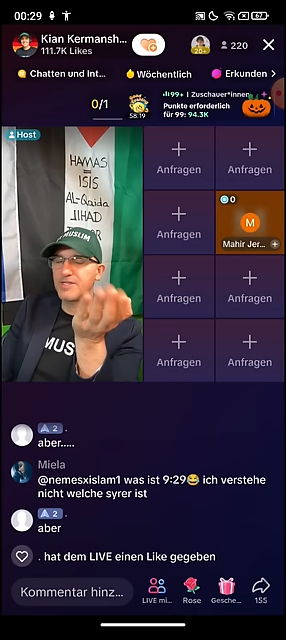 00:29
67
Kian Kermansh...
111.7K Likes
20+
220
Chatten und Int...
Wöchentlich
Erkunden
0/1
58:19
99+ | Zuschauer*innen
Punkte erforderlich
für 99: 94.3K
Host
HAMAS
=
ISIS
AL-Qaida
JIHAD
MUSLIM
MUS
Anfragen
Anfragen
Anfragen
0
M
Mahir Jer...
Anfragen
Anfragen
Anfragen
Anfragen
A 2 .
aber.....
Miela
@nemesxislam1 was ist 9:29😂 ich verstehe
nicht welche syrer ist
A 2 .
aber
. hat dem LIVE einen Like gegeben
Kommentar hinz...
LIVE mi...
Rose
Gesche...
155